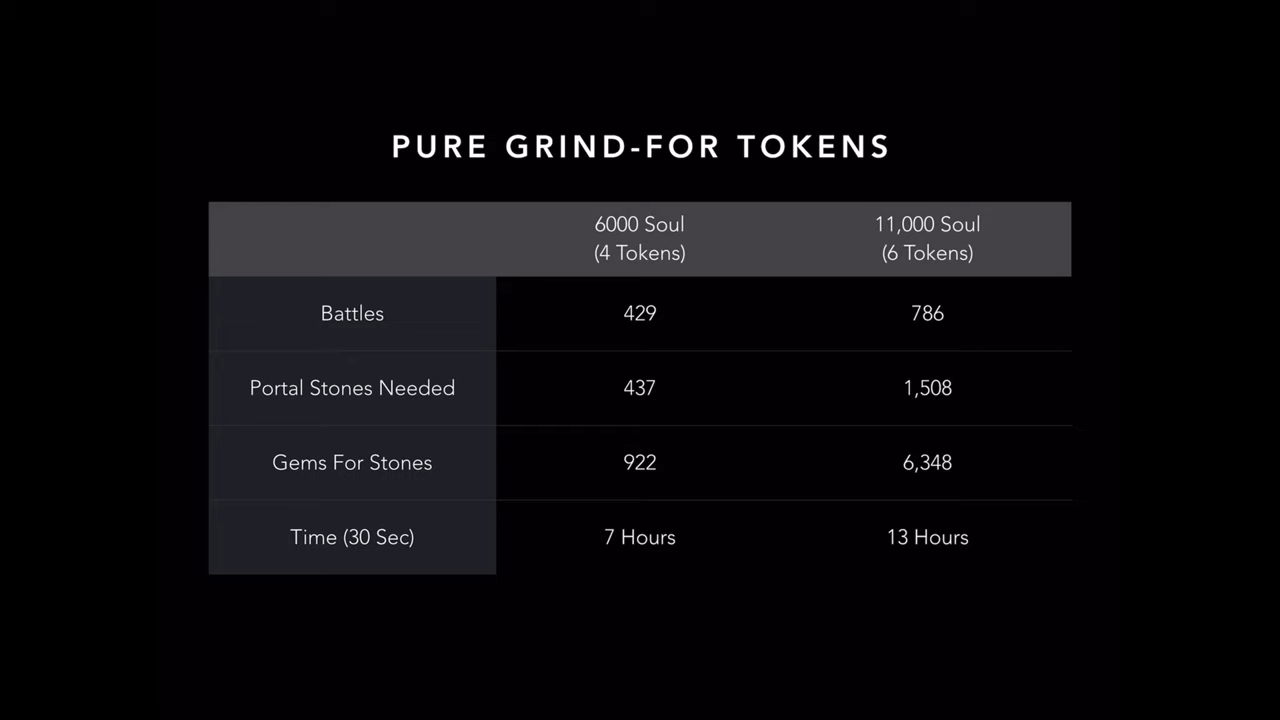 PURE GRIND-FOR TOKENS
6000 Soul
(4 Tokens)
11,000 Soul
(6 Tokens)
Battles 429 786
Portal Stones Needed 437 1,508
Gems For Stones 922 6,348
Time (30 Sec) 7 Hours 13 Hours